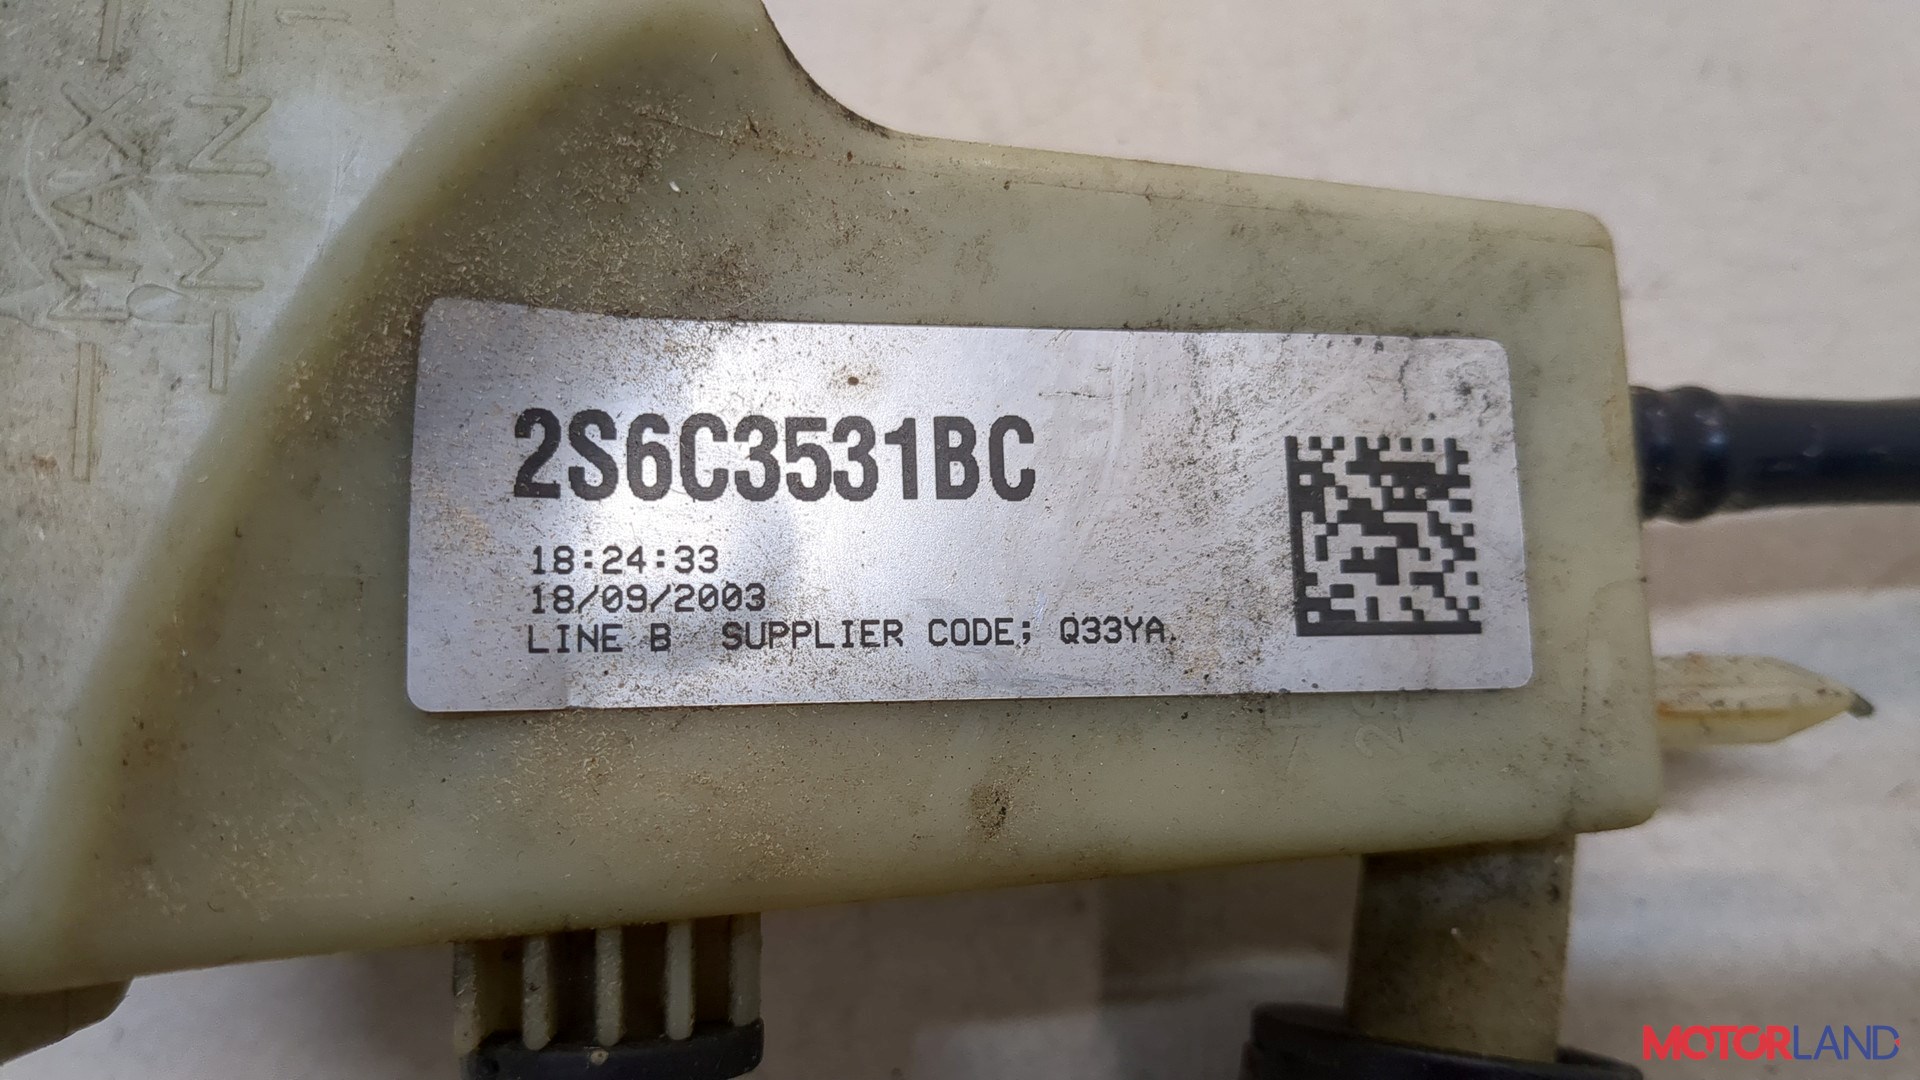 MAX
MIN
2S6C3531BC
18:24:33
18/09/2003
LINE B SUPPLIER CODE; Q33YA.
MOTORLAND